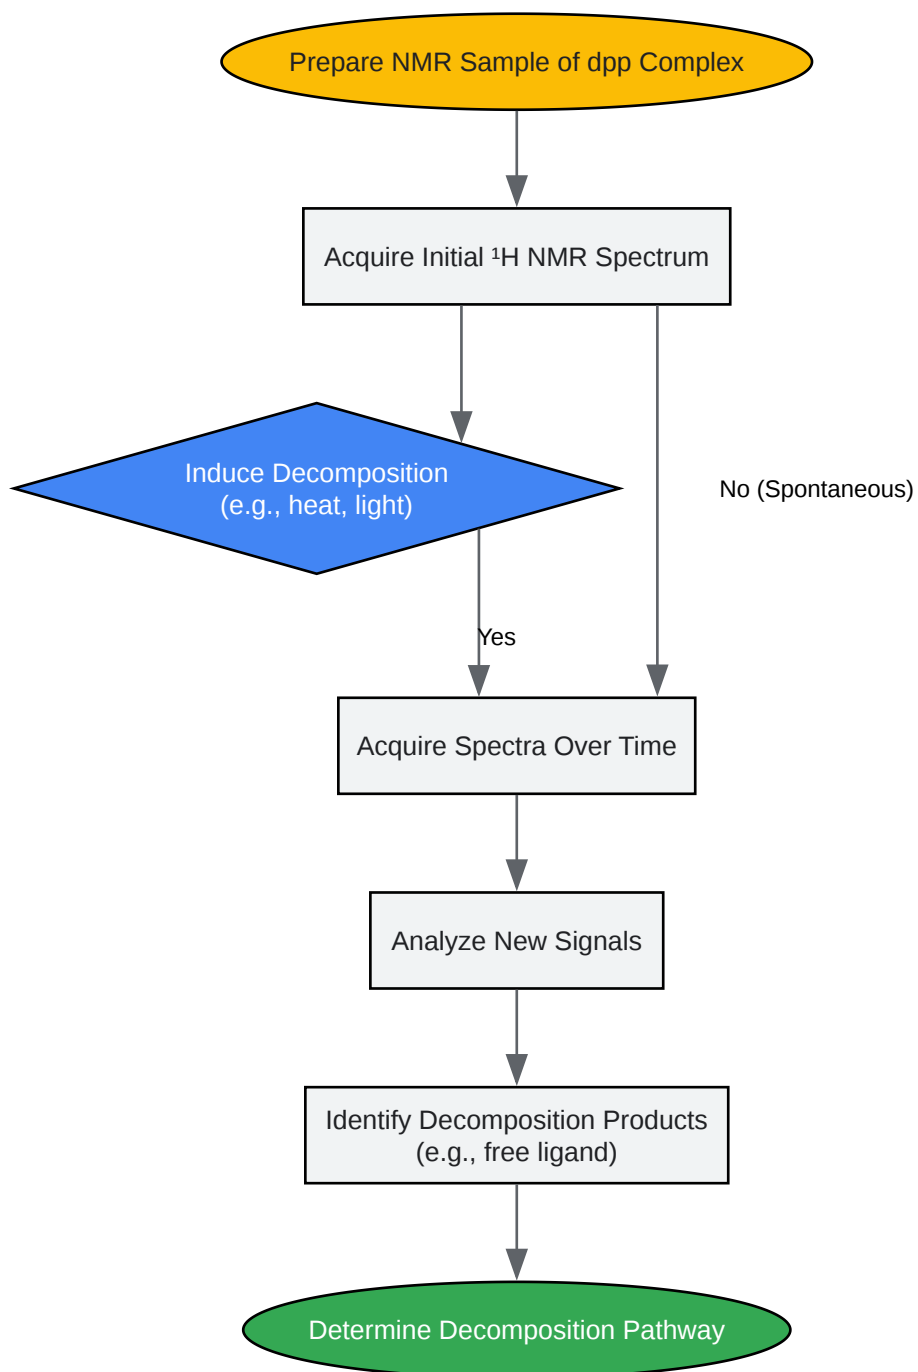 Prepare NMR Sample of dpp Complex
Acquire Initial ¹H NMR Spectrum
Induce Decomposition
(e.g., heat, light)
No (Spontaneous)
Yes
Acquire Spectra Over Time
Analyze New Signals
Identify Decomposition Products
(e.g., free ligand)
Determine Decomposition Pathway